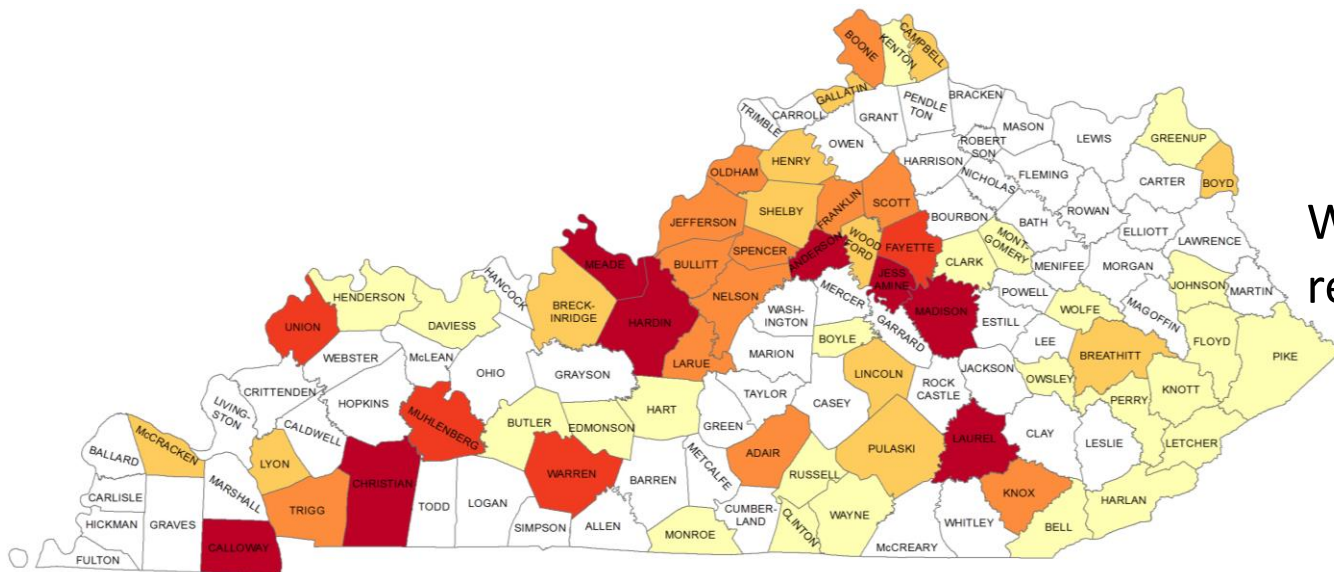 BOONE
KENTON
CAMPBELL
GALLATIN
PENDLE
TON
BRACKEN
TRIMBLE
CARROLL
GRANT
MASON
LEWIS
GREENUP
OWEN
ROBERT
SON
OLDHAM
HENRY
HARRISON
NICHOLAS
FLEMING
CARTER
BOYD
JEFFERSON
SHELBY
FRANKLIN
SCOTT
BOURBON
BATH
ROWAN
ELLIOTT
LAWRENCE
W
MEADE
BULLITT
SPENCER
ANDERSON
WOOD
FORD
FAYETTE
CLARK
MONT-
GOMERY
MENIFEE
MORGAN
JOHNSON
MARTIN
re
HANCOCK
BRECK-
INRIDGE
HARDIN
NELSON
WASH-
INGTON
MERCER
JESS
AMINE
GARRARD
MADISON
POWELL
ESTILL
WOLFE
MAGOFFIN
FLOYD
PIKE
UNION
HENDERSON
DAVIESS
WEBSTER
McLEAN
OHIO
GRAYSON
LARUE
MARION
BOYLE
LINCOLN
LEE
BREATHITT
KNOTT
CRITTENDEN
LIVING-
STON
HOPKINS
MUHLENBERG
BUTLER
EDMONSON
HART
TAYLOR
GREEN
CASEY
ROCK
CASTLE
JACKSON
OWSLEY
PERRY
LETCHER
BALLARD
McCRACKEN
LYON
CALDWELL
WARREN
METCALFE
ADAIR
PULASKI
LAUREL
CLAY
LESLIE
CARLISLE
MARSHALL
TRIGG
CHRISTIAN
TODD
LOGAN
BARREN
RUSSELL
KNOX
HARLAN
HICKMAN
GRAVES
CALLOWAY
SIMPSON
ALLEN
MONROE
CUMBER-
LAND
CLINTON
WAYNE
McCREARY
WHITLEY
BELL
FULTON